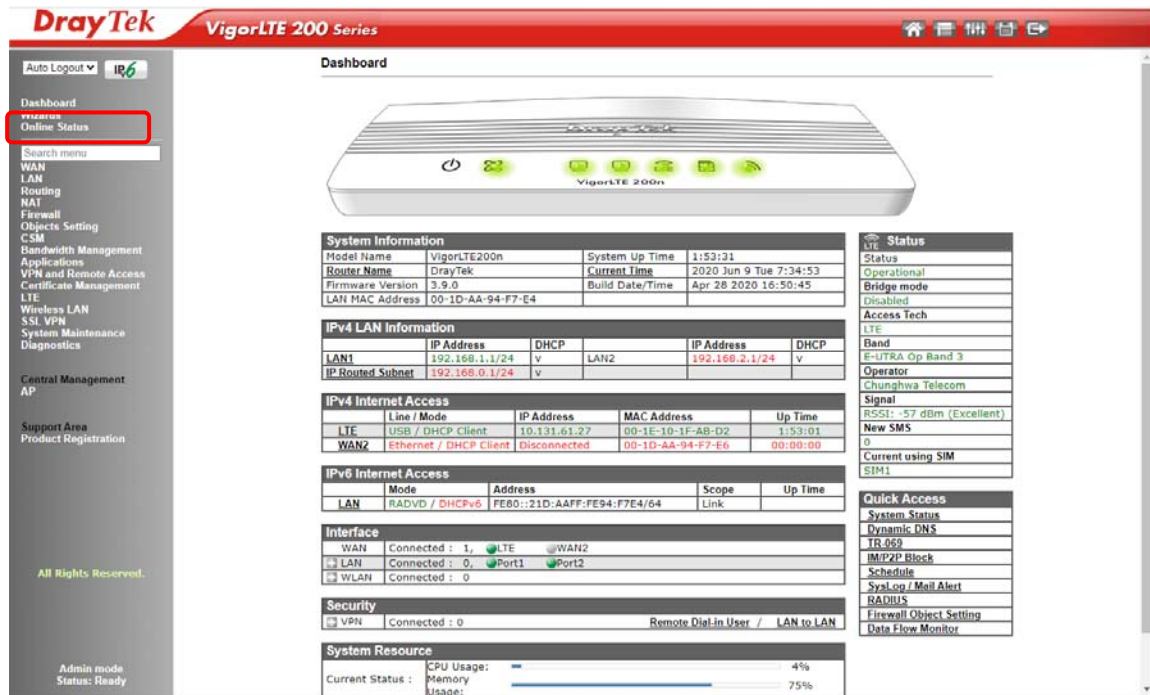 DrayTek VigorLTE 200 Series
Auto Logout IPv6
Dashboard
Wizards
Online Status
Search menu
WAN
LAN
Routing
NAT
Firewall
Objects Setting
CSM
Bandwidth Management
Applications
VPN and Remote Access
Certificate Management
LTE
Wireless LAN
SSL VPN
System Maintenance
Diagnostics
Central Management
AP
Support Area
Product Registration
All Rights Reserved.
Admin mode
Status: Ready
Dashboard
DrayTek
VigorLTE 200n
System Information
Model Name VigorLTE200n System Up Time 1:53:31
Router Name DrayTek Current Time 2020 Jun 9 Tue 7:34:53
Firmware Version 3.9.0 Build Date/Time Apr 28 2020 16:50:45
LAN MAC Address 00-1D-AA-94-F7-E4
IPv4 LAN Information
IP Address DHCP IP Address DHCP
LAN1 192.168.1.1/24 v LAN2 192.168.2.1/24 v
IP Routed Subnet 192.168.0.1/24 v
IPv4 Internet Access
Line / Mode IP Address MAC Address Up Time
LTE USB / DHCP Client 10.131.61.27 00-1E-10-1F-AB-D2 1:53:01
WAN2 Ethernet / DHCP Client Disconnected 00-1D-AA-94-F7-E6 00:00:00
IPv6 Internet Access
Mode Address Scope Up Time
LAN RADVD / DHCPv6 FE80::21D:AAFF:FE94:F7E4/64 Link
Interface
WAN Connected : 1, LTE WAN2
LAN Connected : 0, Port1 Port2
WLAN Connected : 0
Security
VPN Connected : 0 Remote Dial-in User / LAN to LAN
System Resource
Current Status : CPU Usage: 4%
Memory Usage: 75%
LTE Status
Status
Operational
Bridge mode
Disabled
Access Tech
LTE
Band
E-UTRA Op Band 3
Operator
Chunghwa Telecom
Signal
RSSI: -57 dBm (Excellent)
New SMS
0
Current using SIM
SIM1
Quick Access
System Status
Dynamic DNS
TR-069
IM/P2P Block
Schedule
SysLog / Mail Alert
RADIUS
Firewall Object Setting
Data Flow Monitor